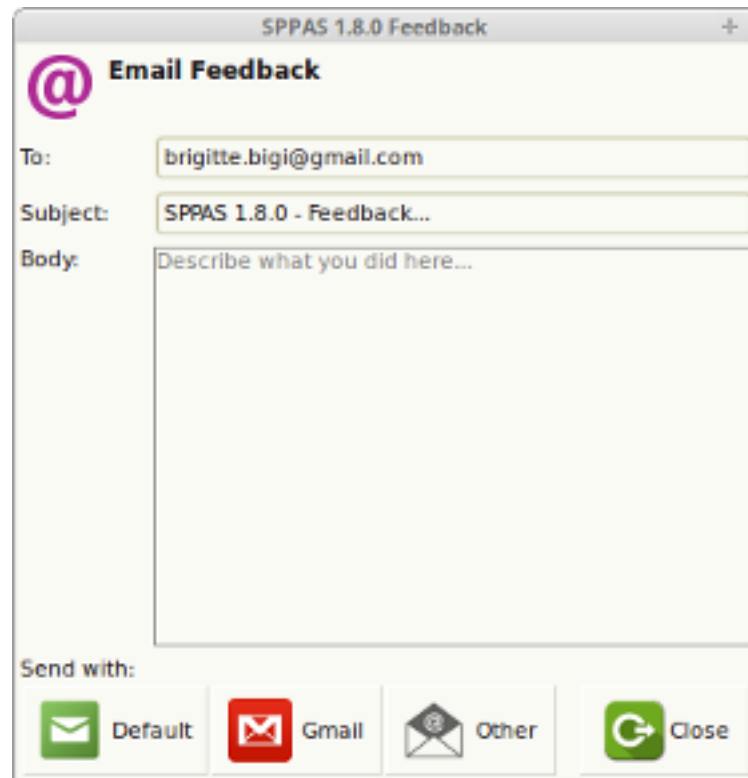 SPPAS 1.8.0 Feedback
@ Email Feedback
To: brigitte.bigi@gmail.com
Subject: SPPAS 1.8.0 - Feedback...
Body: Describe what you did here...
Send with:
Default Gmail @ Other Close